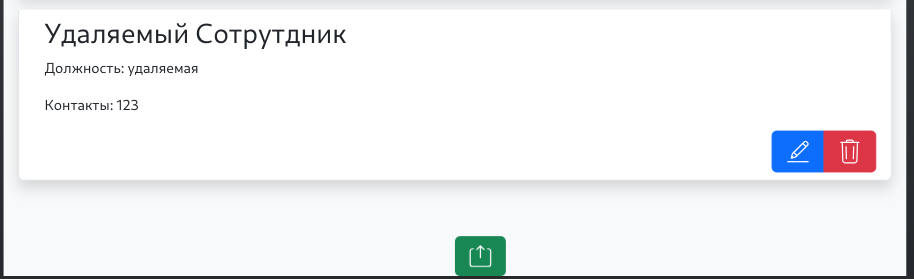 Удаляемый Сотрутдник
Должность: удаляемая
Контакты: 123